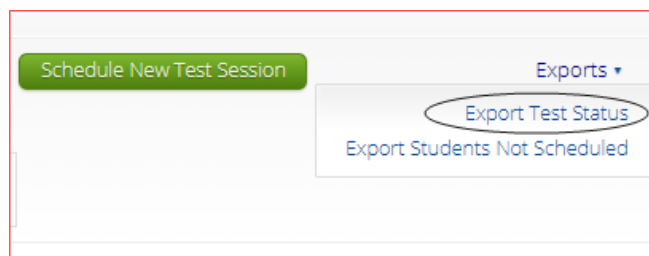 Schedule New Test Session
Exports
Export Test Status
Export Students Not Scheduled